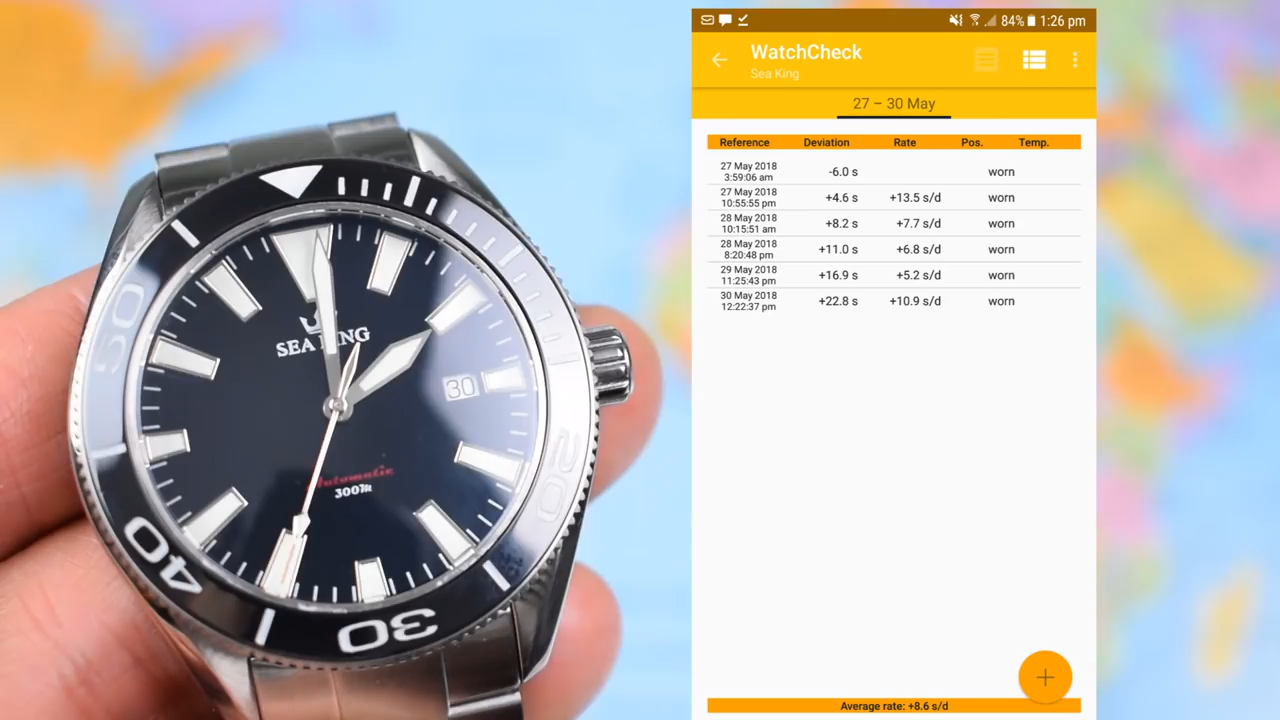 SEA KING
30
Automatic
300m
50
20
40
30
84% 1:26 pm
WatchCheck
Sea King
27 – 30 May
Reference Deviation Rate Pos. Temp.
27 May 2018
3:59:06 am
-6.0 s worn
27 May 2018
10:55:55 pm
+4.6 s +13.5 s/d worn
28 May 2018
10:15:51 am
+8.2 s +7.7 s/d worn
28 May 2018
8:20:48 pm
+11.0 s +6.8 s/d worn
29 May 2018
11:25:43 pm
+16.9 s +5.2 s/d worn
30 May 2018
12:22:37 pm
+22.8 s +10.9 s/d worn
Average rate: +8.6 s/d